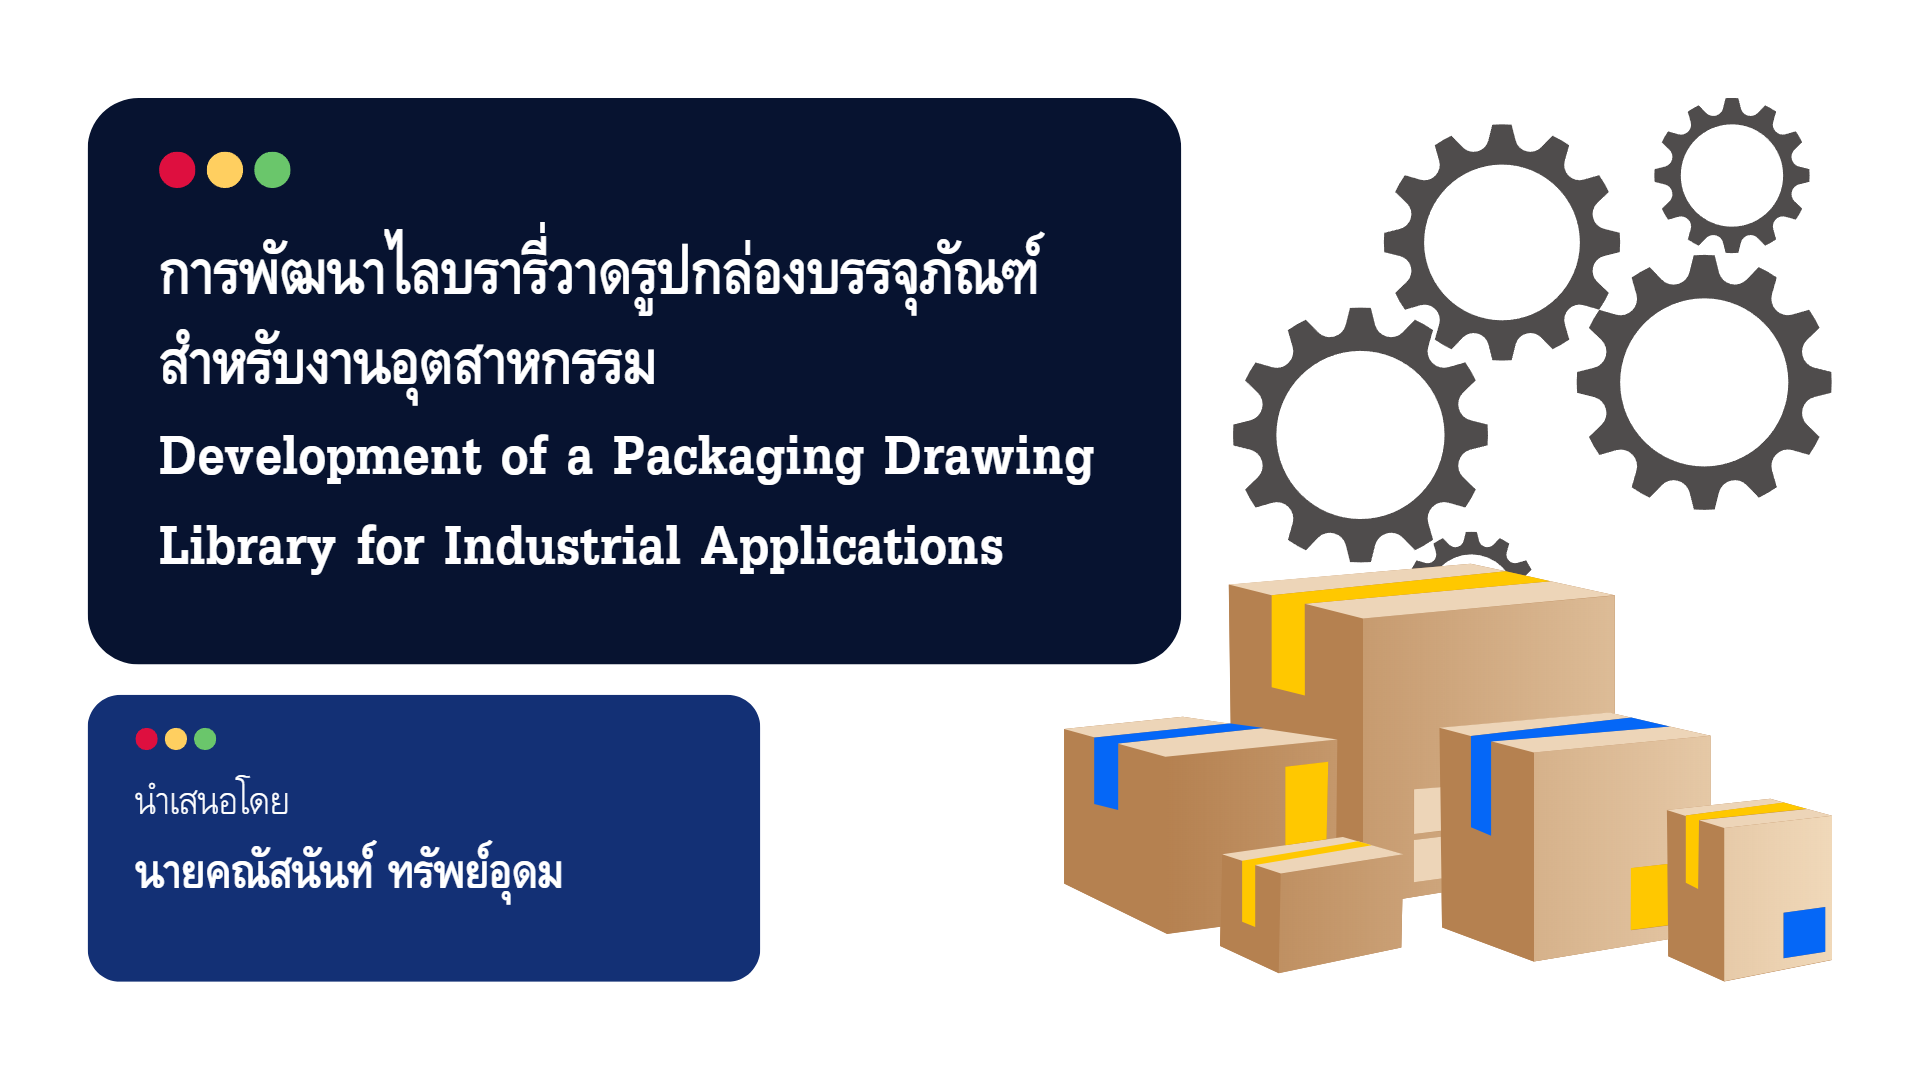 การพัฒนาไลบรารี่วาดรูปกล่องบรรจุภัณฑ์
สำหรับงานอุตสาหกรรม
Development of a Packaging Drawing
Library for Industrial Applications
นำเสนอโดย
นายคณัสนันท์ ทรัพย์อุดม